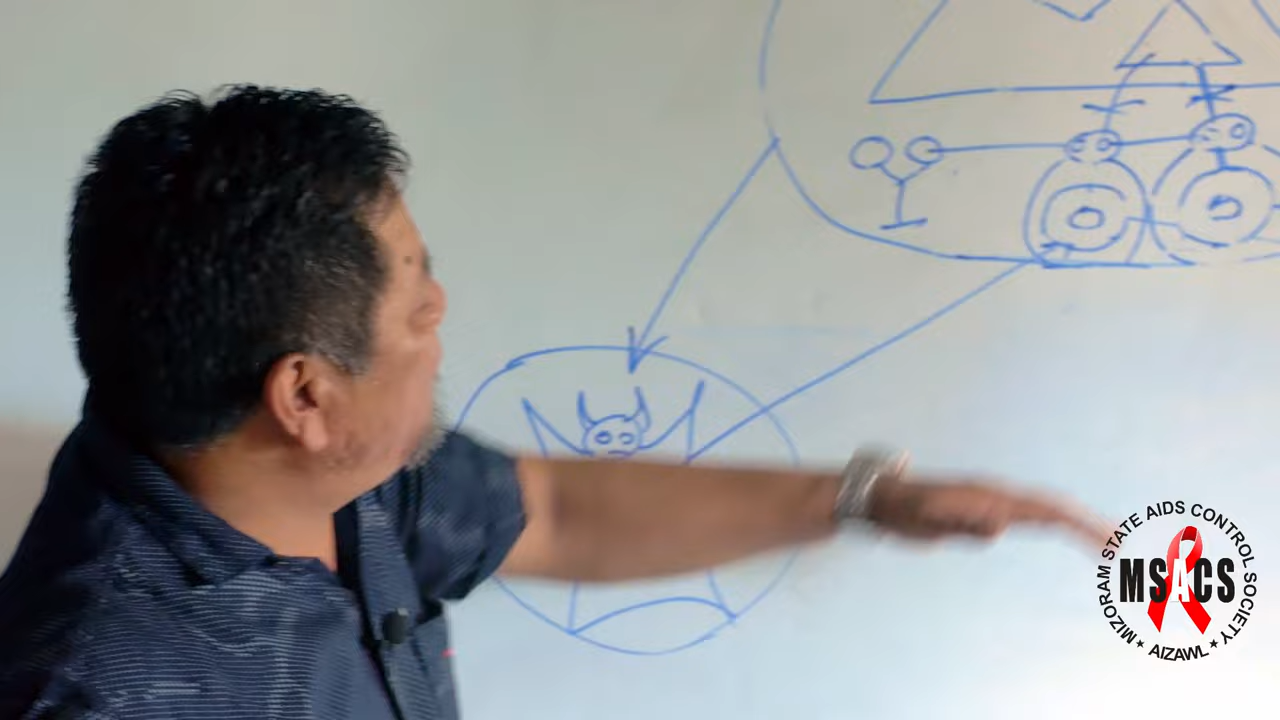 MIZORAM STATE AIDS CONTROL SOCIETY
MSACS
★ AIZAWL ★